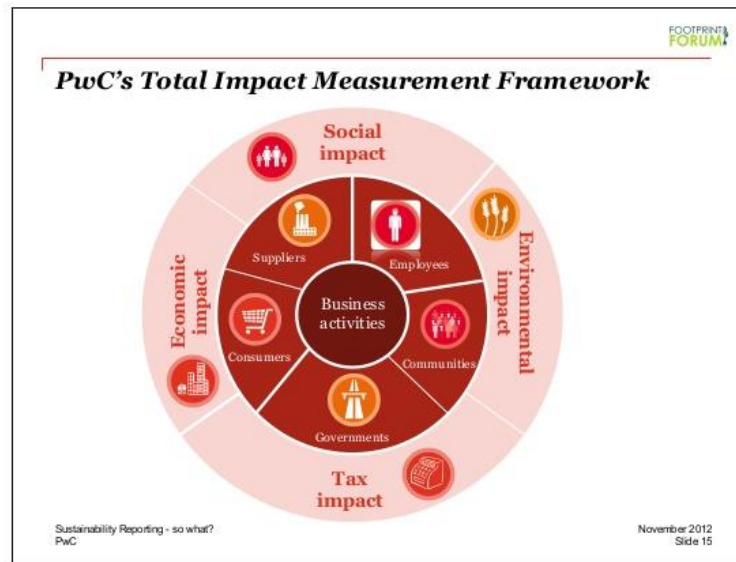 FOOTPRINT
FORUM
PwC's Total Impact Measurement Framework
Social
impact
Suppliers
Employees
Environmental
impact
Economic
impact
Business
activities
Consumers
Communities
Governments
Tax
impact
Sustainability Reporting - so what?
PwC
November 2012
Slide 15